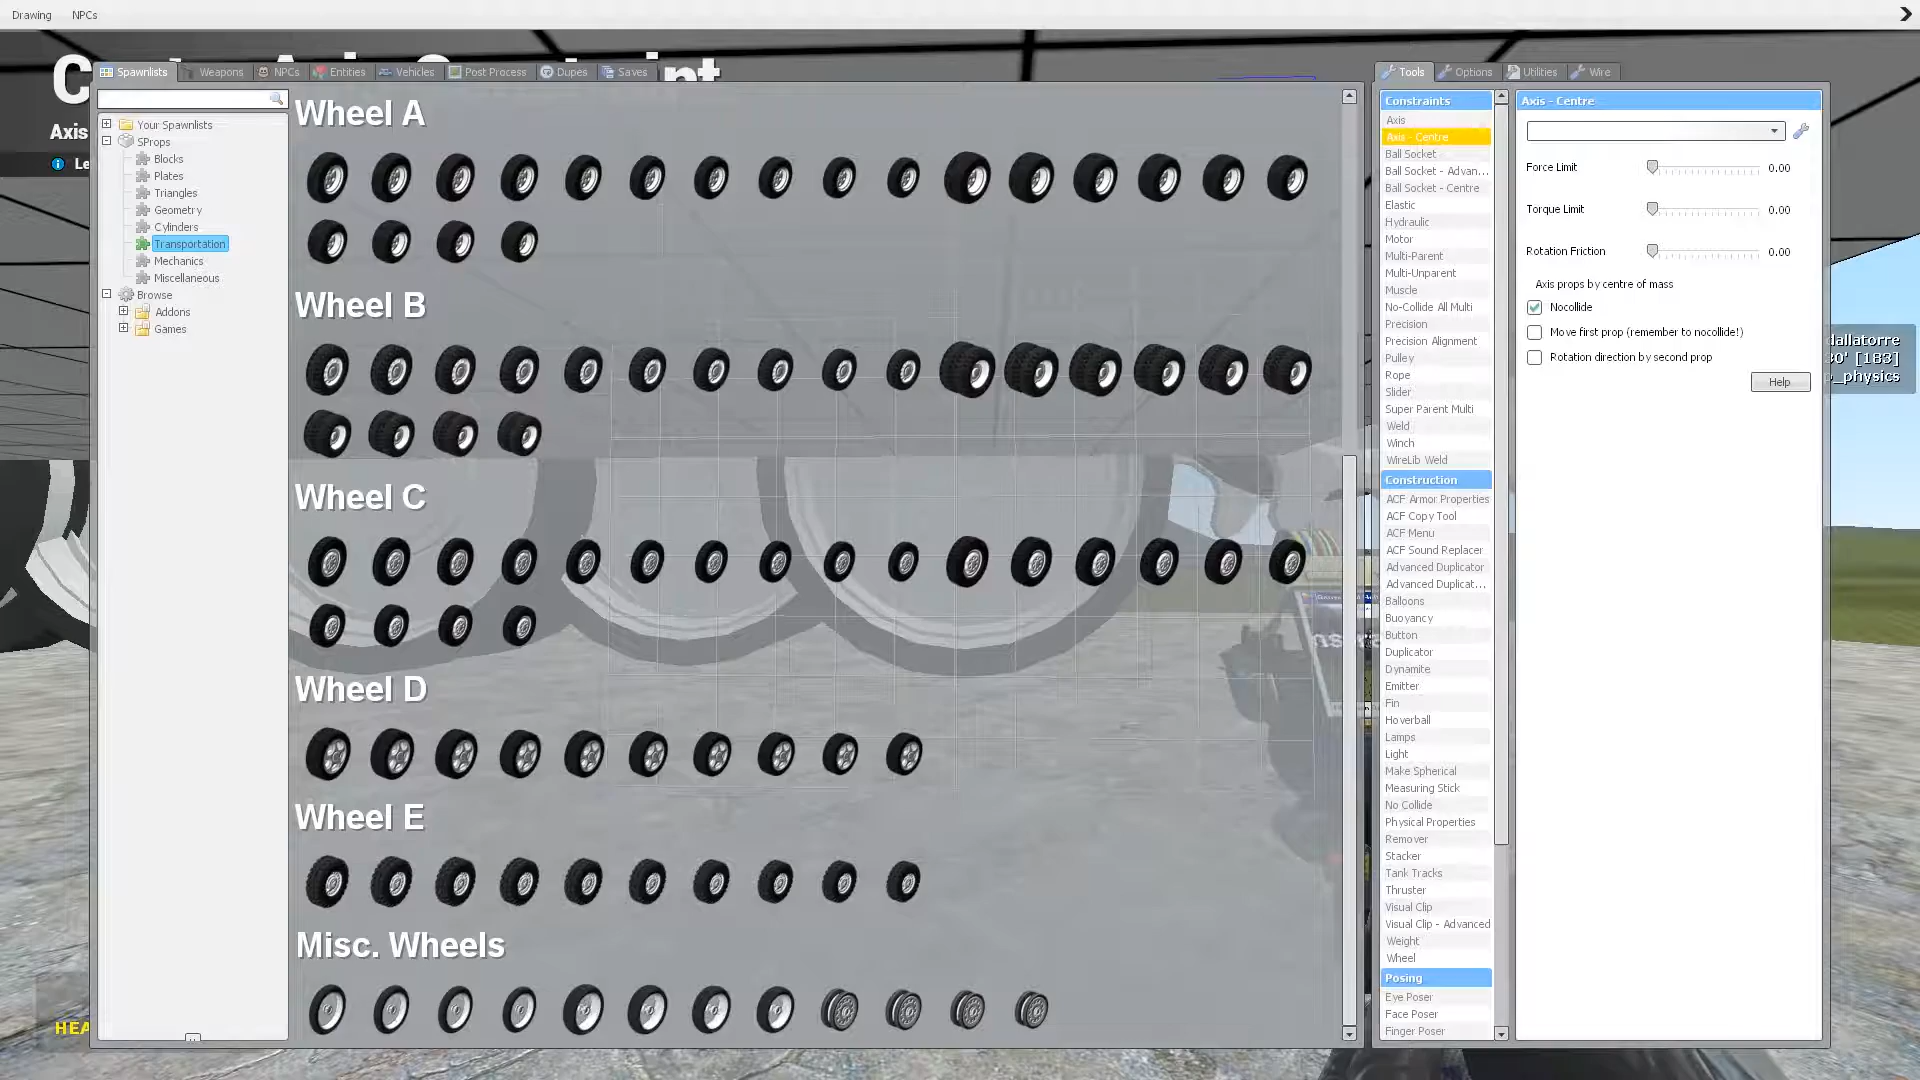 Drawing NPCs
Spawnlists Weapons NPCs Entities Vehicles Post Process Dupes Saves
Your Spawnlists
SProps
Blocks
Plates
Triangles
Geometry
Cylinders
Transportation
Mechanics
Miscellaneous
Browse
Addons
Games
Wheel A
Wheel B
Wheel C
Wheel D
Wheel E
Misc. Wheels
Tools Options Utilities Wire
Constraints
Axis
Axis - Centre
Ball Socket
Ball Socket - Advan...
Ball Socket - Centre
Elastic
Hydraulic
Motor
Multi-Parent
Multi-Unparent
Muscle
No-Collide All Multi
Precision
Precision Alignment
Pulley
Rope
Slider
Super Parent Multi
Weld
Winch
WireLib Weld
Construction
ACF Armor Properties
ACF Copy Tool
ACF Menu
ACF Sound Replacer
Advanced Duplicator
Advanced Duplicat...
Balloons
Buoyancy
Button
Duplicator
Dynamite
Emitter
Fin
Hoverball
Lamps
Light
Make Spherical
Measuring Stick
No Collide
Physical Properties
Remover
Stacker
Tank Tracks
Thruster
Visual Clip
Visual Clip - Advanced
Weight
Wheel
Posing
Eye Poser
Face Poser
Finger Poser
Axis - Centre
Force Limit 0.00
Torque Limit 0.00
Rotation Friction 0.00
Axis props by centre of mass
Nocollide
Move first prop (remember to nocollide!)
Rotation direction by second prop
Help
Axis
Le
HEA
dallatorre
30' [183]
_physics